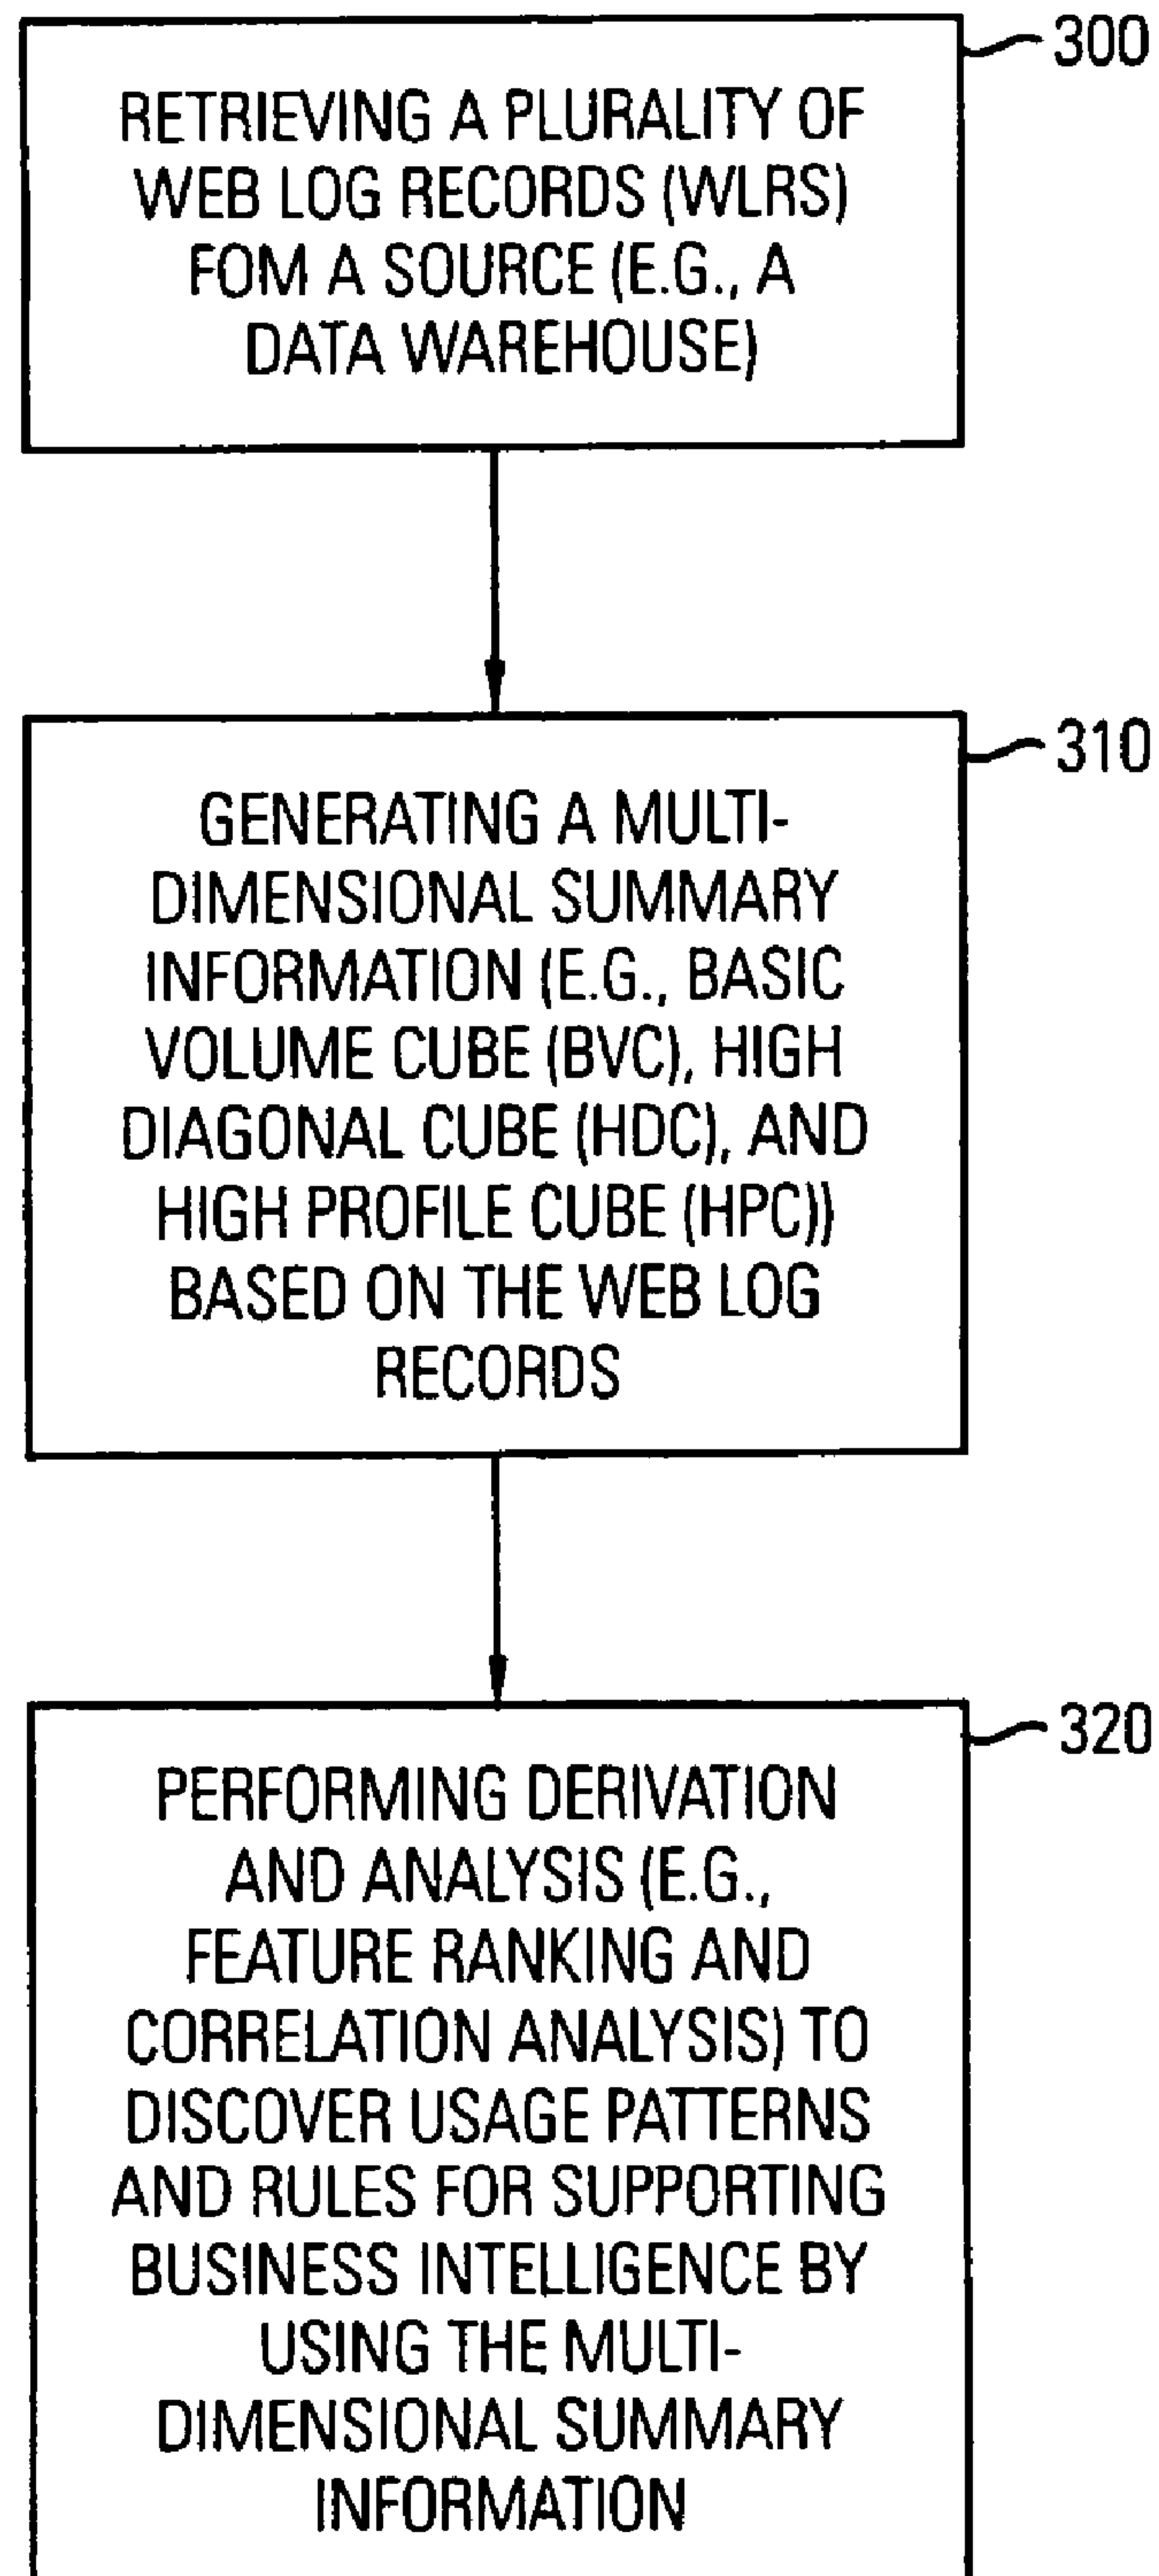 300
RETRIEVING A PLURALITY OF
WEB LOG RECORDS (WLRS)
FOM A SOURCE (E.G., A
DATA WAREHOUSE)
310
GENERATING A MULTI-
DIMENSIONAL SUMMARY
INFORMATION (E.G., BASIC
VOLUME CUBE (BVC), HIGH
DIAGONAL CUBE (HDC), AND
HIGH PROFILE CUBE (HPC))
BASED ON THE WEB LOG
RECORDS
320
PERFORMING DERIVATION
AND ANALYSIS (E.G.,
FEATURE RANKING AND
CORRELATION ANALYSIS) TO
DISCOVER USAGE PATTERNS
AND RULES FOR SUPPORTING
BUSINESS INTELLIGENCE BY
USING THE MULTI-
DIMENSIONAL SUMMARY
INFORMATION